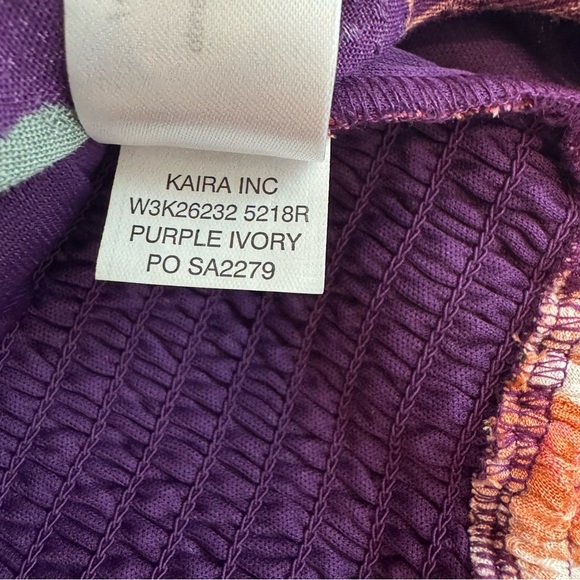 KAIRA INC
W3K26232 5218R
PURPLE IVORY
PO SA2279